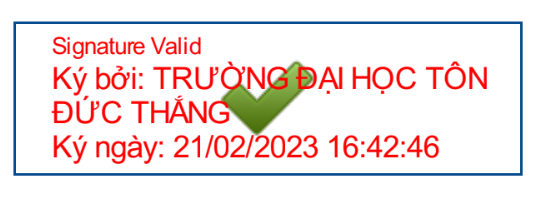 Signature Valid
Ký bởi: TRƯỜNG ĐẠI HỌC TÔN
ĐỨC THẮNG
Ký ngày: 21/02/2023 16:42:46